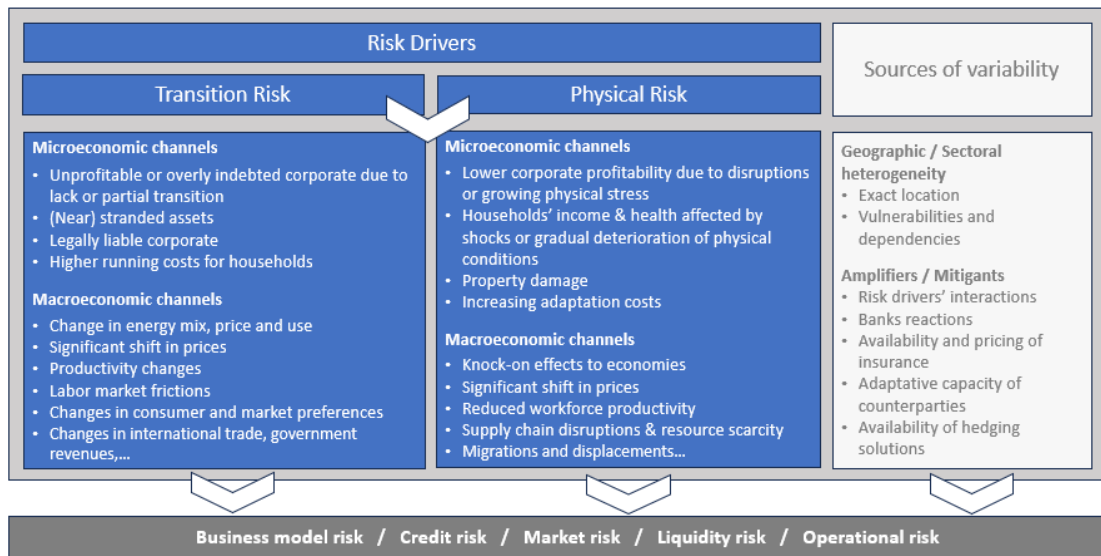 Risk Drivers
Transition Risk
Microeconomic channels
• Unprofitable or overly indebted corporate due to
lack or partial transition
• (Near) stranded assets
• Legally liable corporate
• Higher running costs for households
Macroeconomic channels
• Change in energy mix, price and use
• Significant shift in prices
• Productivity changes
• Labor market frictions
• Changes in consumer and market preferences
• Changes in international trade, government
revenues,...
Physical Risk
Microeconomic channels
• Lower corporate profitability due to disruptions
or growing physical stress
• Households' income & health affected by
shocks or gradual deterioration of physical
conditions
• Property damage
• Increasing adaptation costs
Macroeconomic channels
• Knock-on effects to economies
• Significant shift in prices
• Reduced workforce productivity
• Supply chain disruptions & resource scarcity
• Migrations and displacements...
Sources of variability
Geographic / Sectoral
heterogeneity
• Exact location
• Vulnerabilities and
dependencies
Amplifiers / Mitigants
• Risk drivers' interactions
• Banks reactions
• Availability and pricing of
insurance
• Adaptative capacity of
counterparties
• Availability of hedging
solutions
Business model risk / Credit risk / Market risk / Liquidity risk / Operational risk